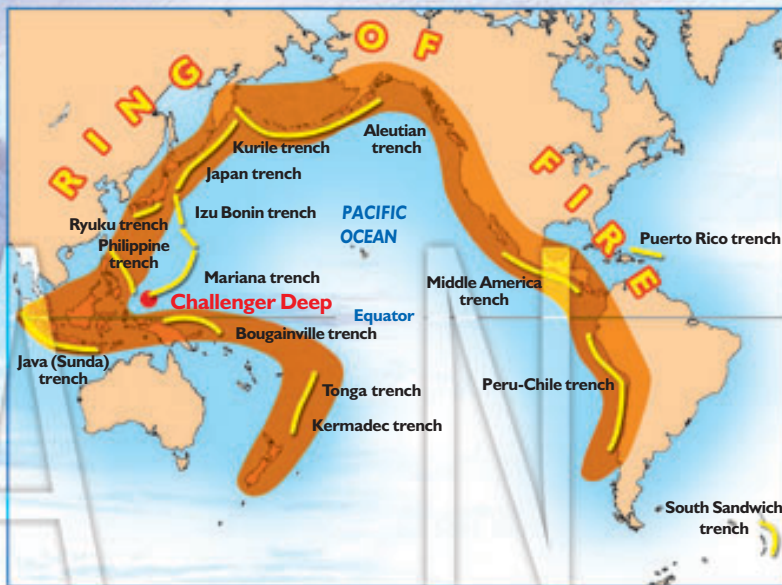 RING OF FIRE
Aleutian
trench
Kurile trench
Japan trench
Izu Bonin trench
PACIFIC
OCEAN
Ryuku trench
Philippine
trench
Puerto Rico trench
Mariana trench
Challenger Deep
Middle America
trench
Equator
Bougainville trench
Java (Sunda)
trench
Tonga trench
Peru-Chile trench
Kermadec trench
South Sandwich
trench